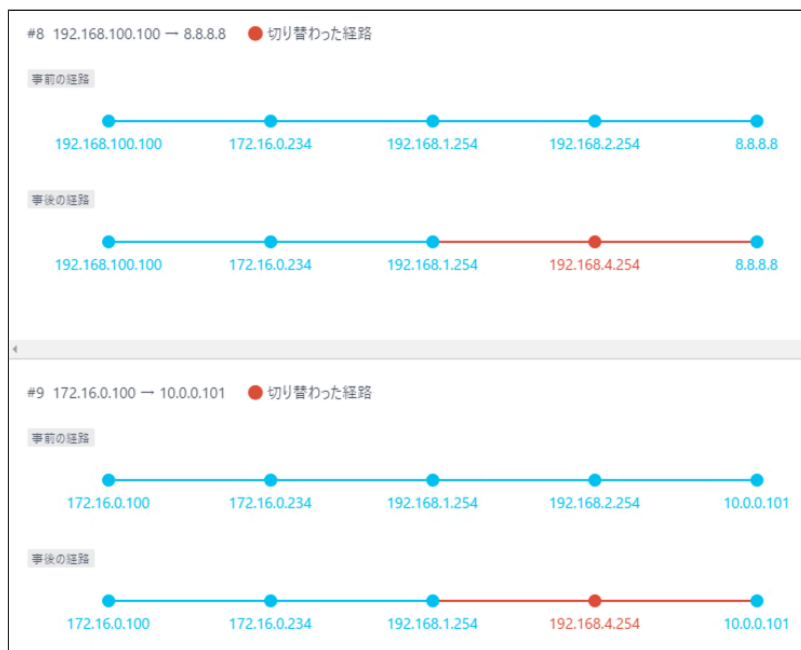 #8 192.168.100.100 → 8.8.8.8 切り替わった経路
事前の経路
192.168.100.100 172.16.0.234 192.168.1.254 192.168.2.254 8.8.8.8
事後の経路
192.168.100.100 172.16.0.234 192.168.1.254 192.168.4.254 8.8.8.8
#9 172.16.0.100 → 10.0.0.101 切り替わった経路
事前の経路
172.16.0.100 172.16.0.234 192.168.1.254 192.168.2.254 10.0.0.101
事後の経路
172.16.0.100 172.16.0.234 192.168.1.254 192.168.4.254 10.0.0.101